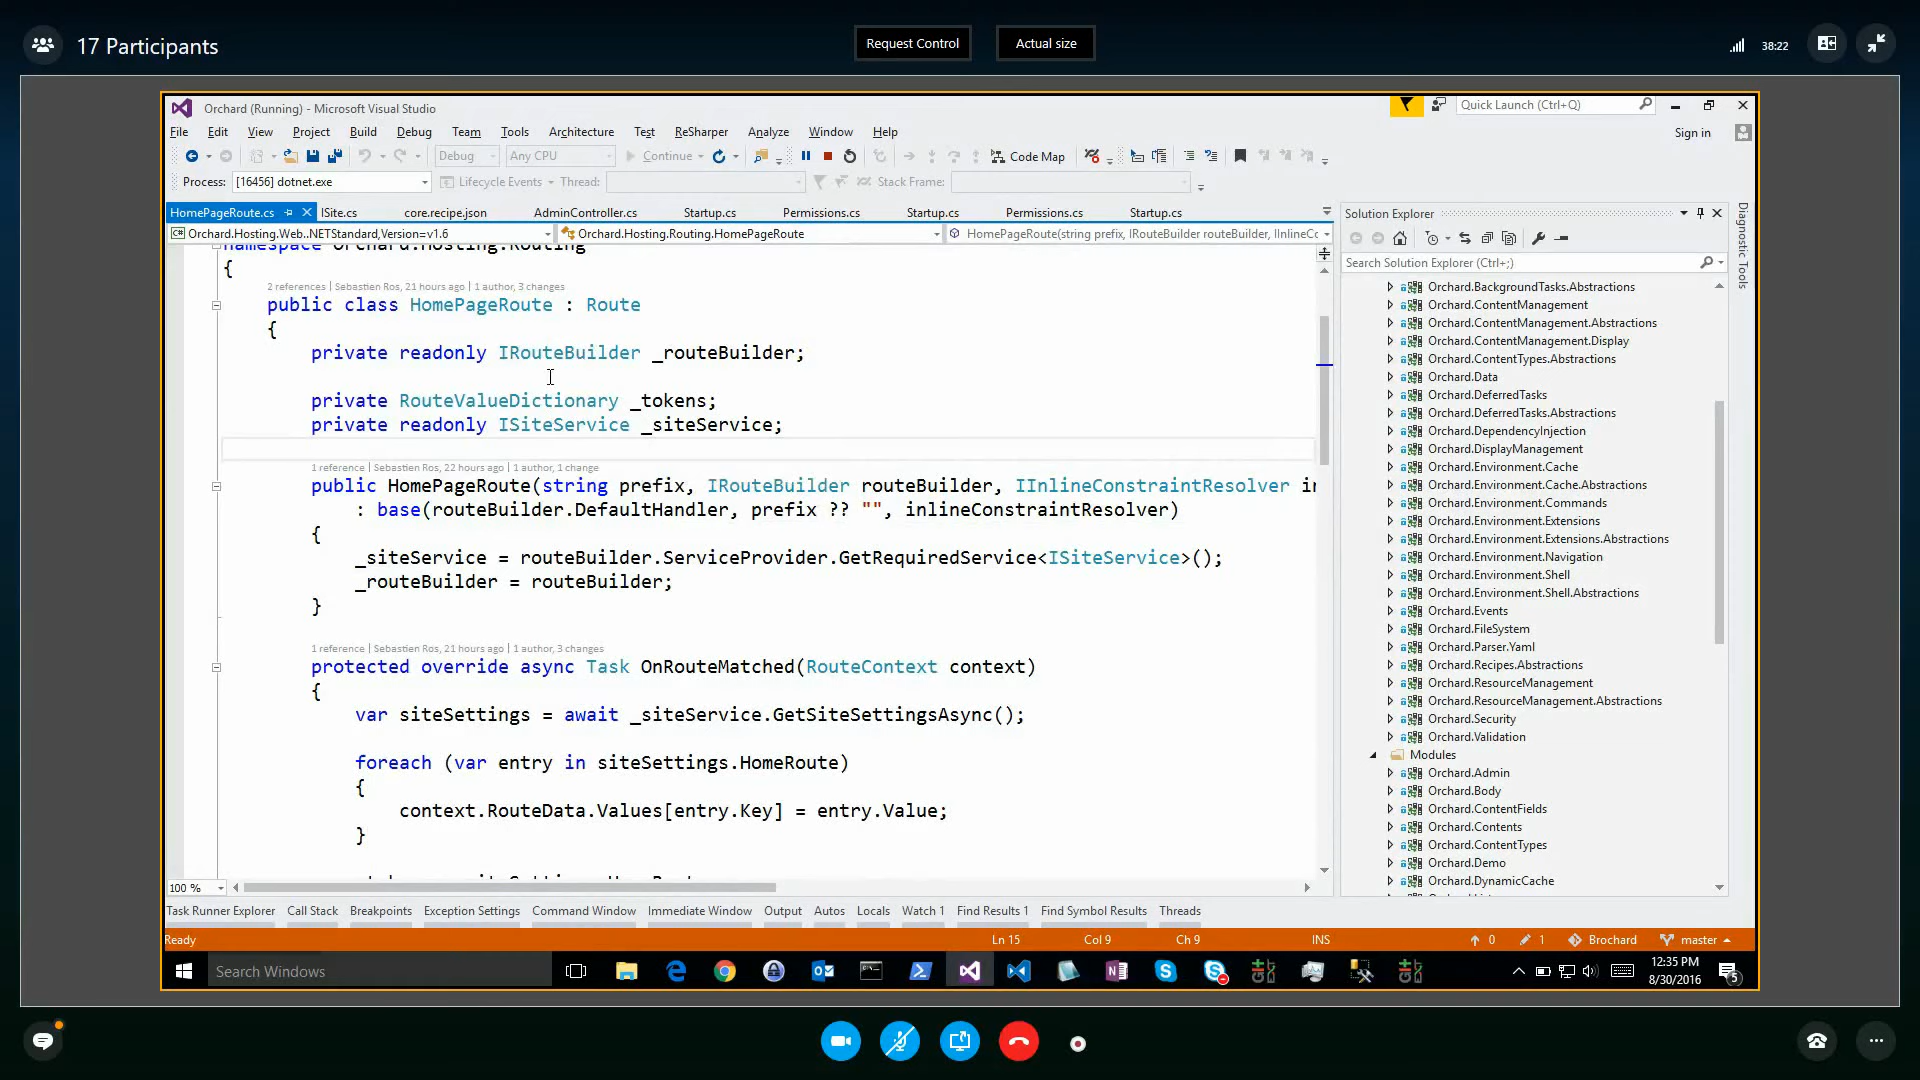 17 Participants
Request Control
Actual size
38:22
Orchard (Running) - Microsoft Visual Studio
Quick Launch (Ctrl+Q)
File Edit View Project Build Debug Team Tools Architecture Test ReSharper Analyze Window Help
Sign in
Debug Any CPU Continue Code Map
Process: [16456] dotnet.exe Lifecycle Events Thread: Stack Frame:
HomePageRoute.cs ISite.cs core.recipe.json AdminController.cs Startup.cs Permissions.cs Startup.cs Permissions.cs Startup.cs
Orchard.Hosting.Web..NETStandard,Version=v1.6 Orchard.Hosting.Routing.HomePageRoute HomePageRoute(string prefix, IRouteBuilder routeBuilder, IInlineCc
namespace Orchard.Hosting.Routing
{
2 references | Sebastien Ros, 21 hours ago | 1 author, 3 changes
public class HomePageRoute : Route
{
private readonly IRouteBuilder _routeBuilder;
private RouteValueDictionary _tokens;
private readonly ISiteService _siteService;
1 reference | Sebastien Ros, 22 hours ago | 1 author, 1 change
public HomePageRoute(string prefix, IRouteBuilder routeBuilder, IInlineConstraintResolver in
: base(routeBuilder.DefaultHandler, prefix ?? "", inlineConstraintResolver)
{
_siteService = routeBuilder.ServiceProvider.GetRequiredService<ISiteService>();
_routeBuilder = routeBuilder;
}
1 reference | Sebastien Ros, 21 hours ago | 1 author, 3 changes
protected override async Task OnRouteMatched(RouteContext context)
{
var siteSettings = await _siteService.GetSiteSettingsAsync();
foreach (var entry in siteSettings.HomeRoute)
{
context.RouteData.Values[entry.Key] = entry.Value;
}
100 %
Solution Explorer
Search Solution Explorer (Ctrl+;)
Orchard.BackgroundTasks.Abstractions
Orchard.ContentManagement
Orchard.ContentManagement.Abstractions
Orchard.ContentManagement.Display
Orchard.ContentTypes.Abstractions
Orchard.Data
Orchard.DeferredTasks
Orchard.DeferredTasks.Abstractions
Orchard.DependencyInjection
Orchard.DisplayManagement
Orchard.Environment.Cache
Orchard.Environment.Cache.Abstractions
Orchard.Environment.Commands
Orchard.Environment.Extensions
Orchard.Environment.Extensions.Abstractions
Orchard.Environment.Navigation
Orchard.Environment.Shell
Orchard.Environment.Shell.Abstractions
Orchard.Events
Orchard.FileSystem
Orchard.Parser.Yaml
Orchard.Recipes.Abstractions
Orchard.ResourceManagement
Orchard.ResourceManagement.Abstractions
Orchard.Security
Orchard.Validation
Modules
Orchard.Admin
Orchard.Body
Orchard.ContentFields
Orchard.Contents
Orchard.ContentTypes
Orchard.Demo
Orchard.DynamicCache
Diagnostic Tools
Task Runner Explorer Call Stack Breakpoints Exception Settings Command Window Immediate Window Output Autos Locals Watch 1 Find Results 1 Find Symbol Results Threads
Ready Ln 15 Col 9 Ch 9 INS 0 1 Brochard master
Search Windows
12:35 PM
8/30/2016
5